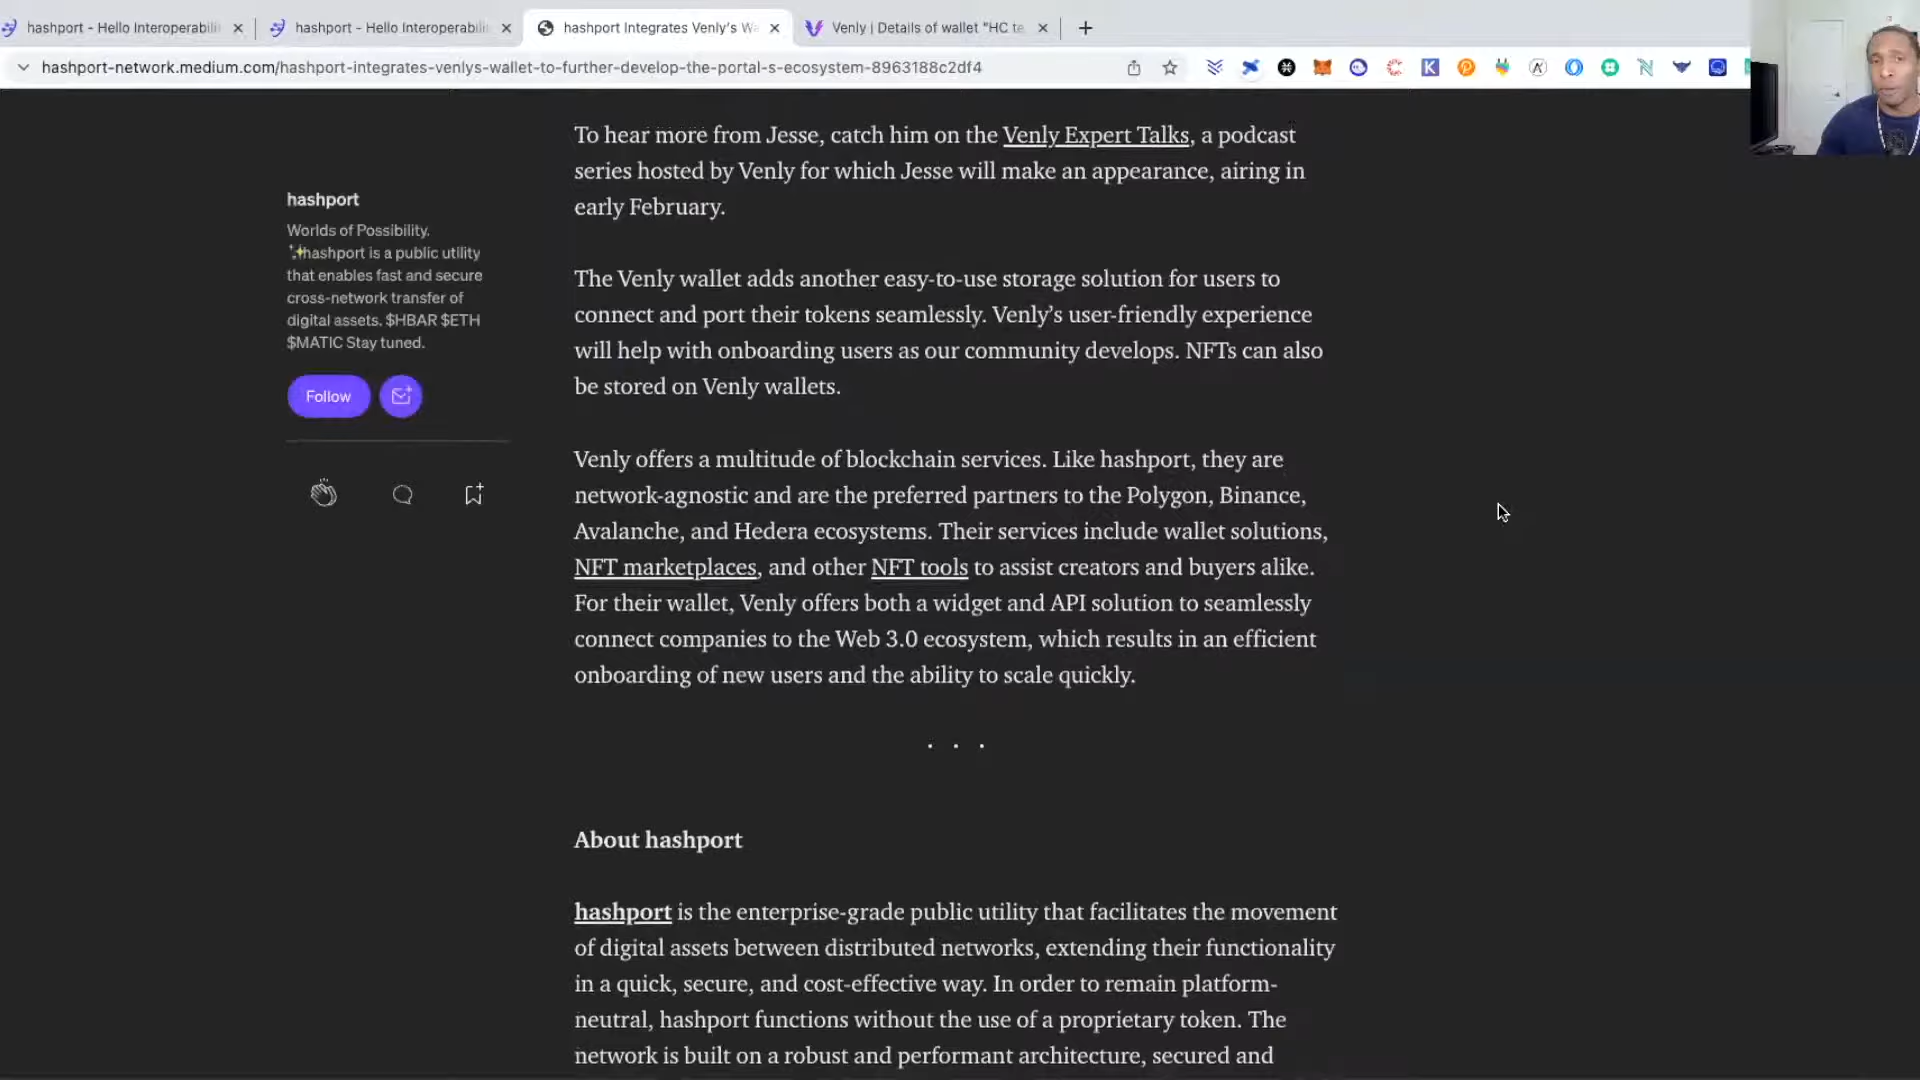 hashport - Hello Interoperabili
hashport - Hello Interoperabili
hashport Integrates Venly's Wa
Venly | Details of wallet "HC te
hashport-network.medium.com/hashport-integrates-venlys-wallet-to-further-develop-the-portal-s-ecosystem-8963188c2df4
hashport
Worlds of Possibility.
✨hashport is a public utility
that enables fast and secure
cross-network transfer of
digital assets. $HBAR $ETH
$MATIC Stay tuned.
Follow
To hear more from Jesse, catch him on the Venly Expert Talks, a podcast
series hosted by Venly for which Jesse will make an appearance, airing in
early February.
The Venly wallet adds another easy-to-use storage solution for users to
connect and port their tokens seamlessly. Venly's user-friendly experience
will help with onboarding users as our community develops. NFTs can also
be stored on Venly wallets.
Venly offers a multitude of blockchain services. Like hashport, they are
network-agnostic and are the preferred partners to the Polygon, Binance,
Avalanche, and Hedera ecosystems. Their services include wallet solutions,
NFT marketplaces, and other NFT tools to assist creators and buyers alike.
For their wallet, Venly offers both a widget and API solution to seamlessly
connect companies to the Web 3.0 ecosystem, which results in an efficient
onboarding of new users and the ability to scale quickly.
. . .
About hashport
hashport is the enterprise-grade public utility that facilitates the movement
of digital assets between distributed networks, extending their functionality
in a quick, secure, and cost-effective way. In order to remain platform-
neutral, hashport functions without the use of a proprietary token. The
network is built on a robust and performant architecture, secured and